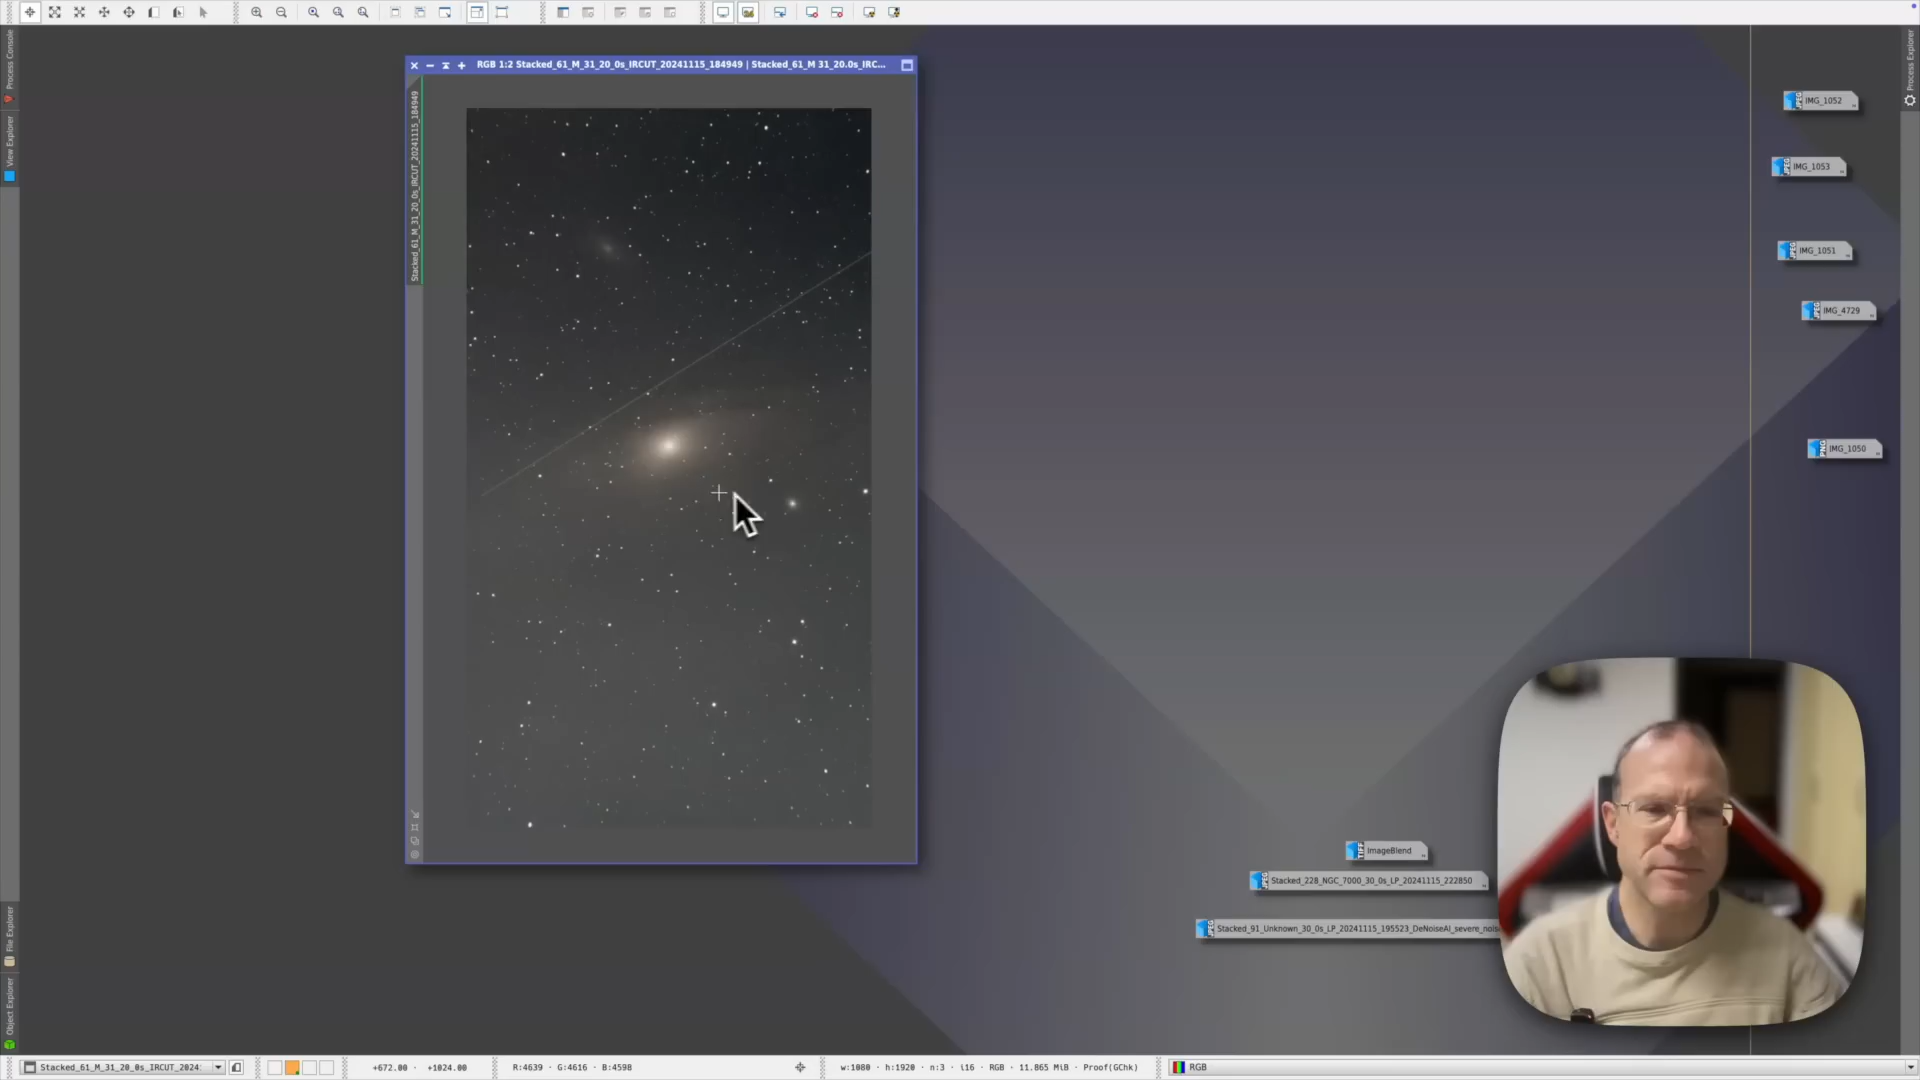 RGB 1:2 Stacked_61_M_31_20_0s_IRCUT_20241115_184949 | Stacked_61_M 31_20.0s_IRC...
Process Console
View Explorer
File Explorer
Object Explorer
Process Explorer
Stacked_61_M_31_20_0s_IRCUT_20241115_184949
IMG_1052
IMG_1053
IMG_1051
IMG_4729
IMG_1050
ImageBlend
Stacked_228_NGC_7000_30_0s_LP_20241115_222850
Stacked_91_Unknown_30_0s_LP_20241115_195523_DeNoiseAI_severe_nois
Stacked_61_M_31_20_0s_IRCUT_2024:
+672.00 · +1024.00
R:4639 · G:4616 · B:4598
w:1080 · h:1920 · n:3 · i16 · RGB · 11.865 MiB · Proof(GChk)
RGB